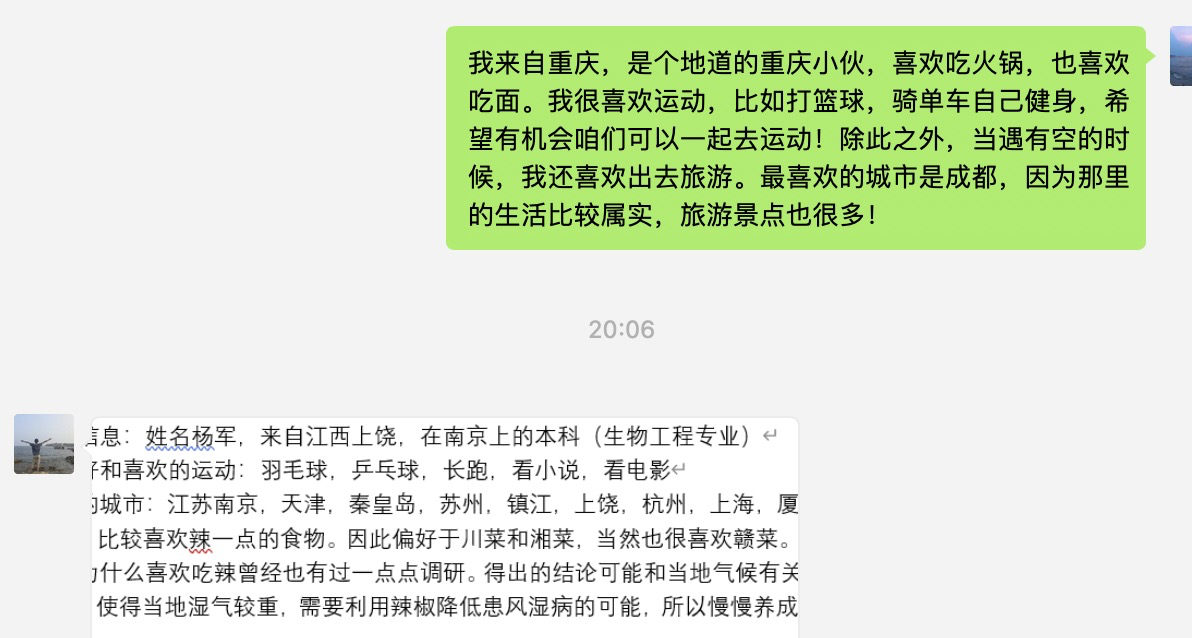 我来自重庆，是个地道的重庆小伙，喜欢吃火锅，也喜欢
吃面。我很喜欢运动，比如打篮球，骑单车自己健身，希
望有机会咱们可以一起去运动！除此之外，当遇有空的时
候，我还喜欢出去旅游。最喜欢的城市是成都，因为那里
的生活比较属实，旅游景点也很多！
20:06
信息：姓名杨军，来自江西上饶，在南京上的本科（生物工程专业）
好和喜欢的运动：羽毛球，乒乓球，长跑，看小说，看电影
的城市：江苏南京，天津，秦皇岛，苏州，镇江，上饶，杭州，上海，厦
比较喜欢辣一点的食物。因此偏好于川菜和湘菜，当然也很喜欢赣菜。
为什么喜欢吃辣曾经也有过一点点调研。得出的结论可能和当地气候有关
使得当地湿气较重，需要利用辣椒降低患风湿病的可能，所以慢慢养成